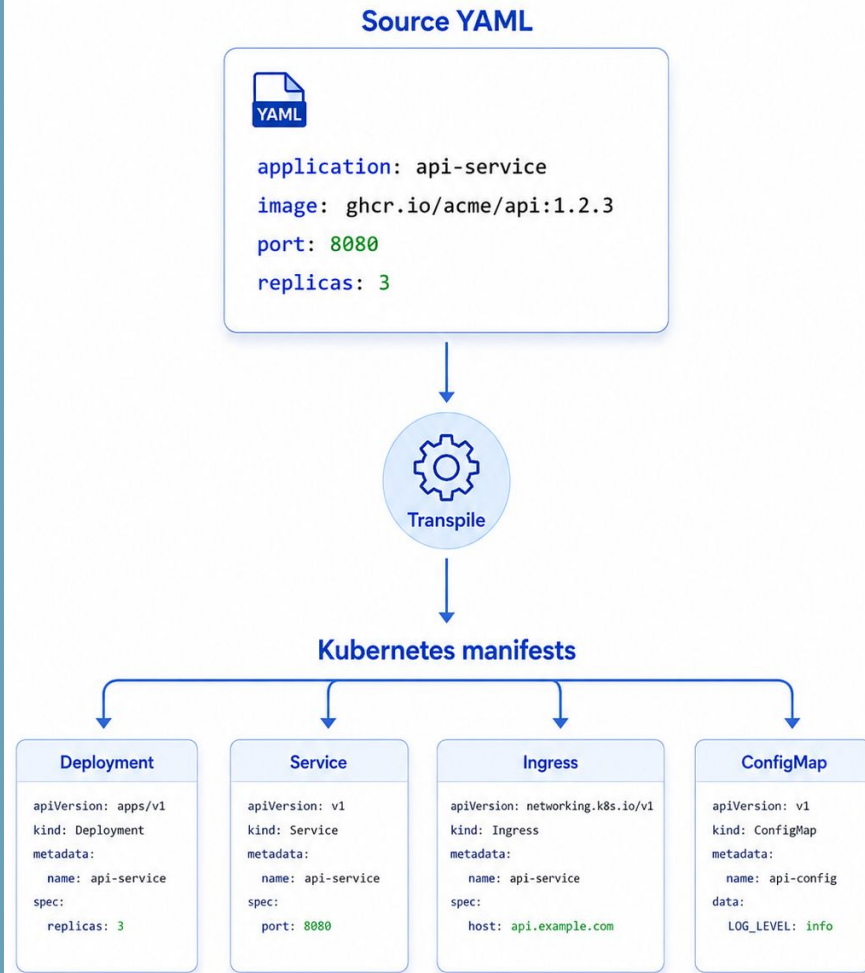 Source YAML
YAML
application: api-service
image: ghcr.io/acme/api:1.2.3
port: 8080
replicas: 3
Transpile
Kubernetes manifests
Deployment
apiVersion: apps/v1
kind: Deployment
metadata:
  name: api-service
spec:
  replicas: 3
Service
apiVersion: v1
kind: Service
metadata:
  name: api-service
spec:
  port: 8080
Ingress
apiVersion: networking.k8s.io/v1
kind: Ingress
metadata:
  name: api-service
spec:
  host: api.example.com
ConfigMap
apiVersion: v1
kind: ConfigMap
metadata:
  name: api-config
data:
  LOG_LEVEL: info